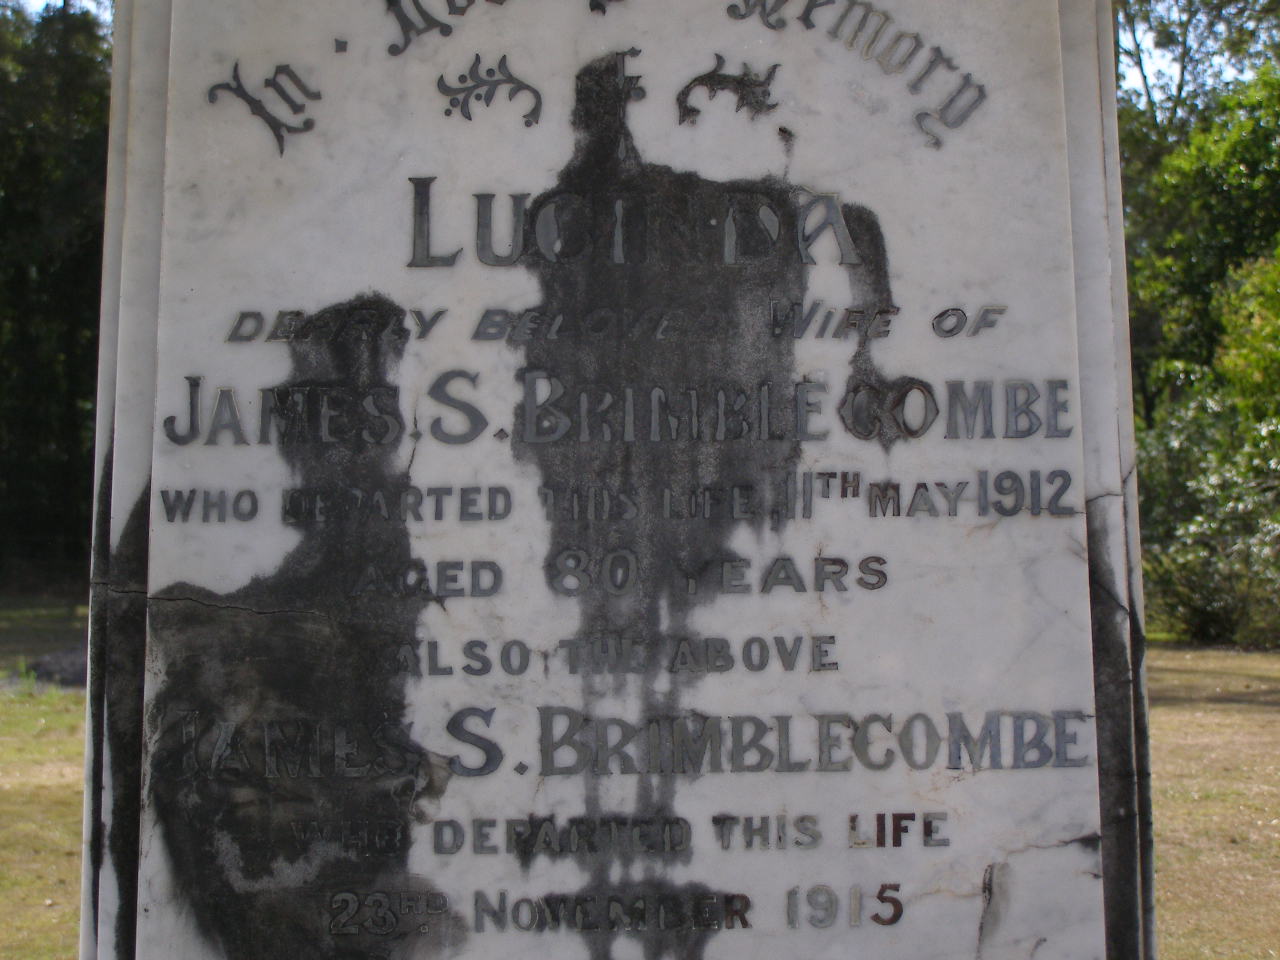 In Memory
OF
LUCINDA
DEARLY BELOVED WIFE OF
JAMES. S. BRIMBLECOMBE
WHO DEPARTED THIS LIFE 11TH MAY 1912
AGED 80 YEARS
ALSO THE ABOVE
JAMES S. BRIMBLECOMBE
WHO DEPARTED THIS LIFE
23RD NOVEMBER 1915